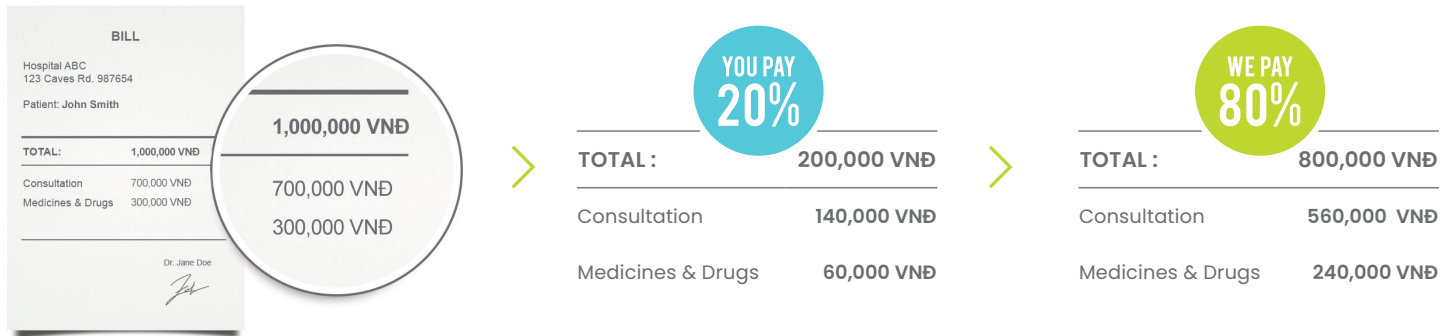 BILL
Hospital ABC
123 Caves Rd. 987654
Patient: John Smith
TOTAL: 1,000,000 VNĐ
Consultation 700,000 VNĐ
Medicines & Drugs 300,000 VNĐ
Dr. Jane Doe
1,000,000 VNĐ
700,000 VNĐ
300,000 VNĐ
YOU PAY
20%
TOTAL : 200,000 VNĐ
Consultation 140,000 VNĐ
Medicines & Drugs 60,000 VNĐ
WE PAY
80%
TOTAL : 800,000 VNĐ
Consultation 560,000 VNĐ
Medicines & Drugs 240,000 VNĐ